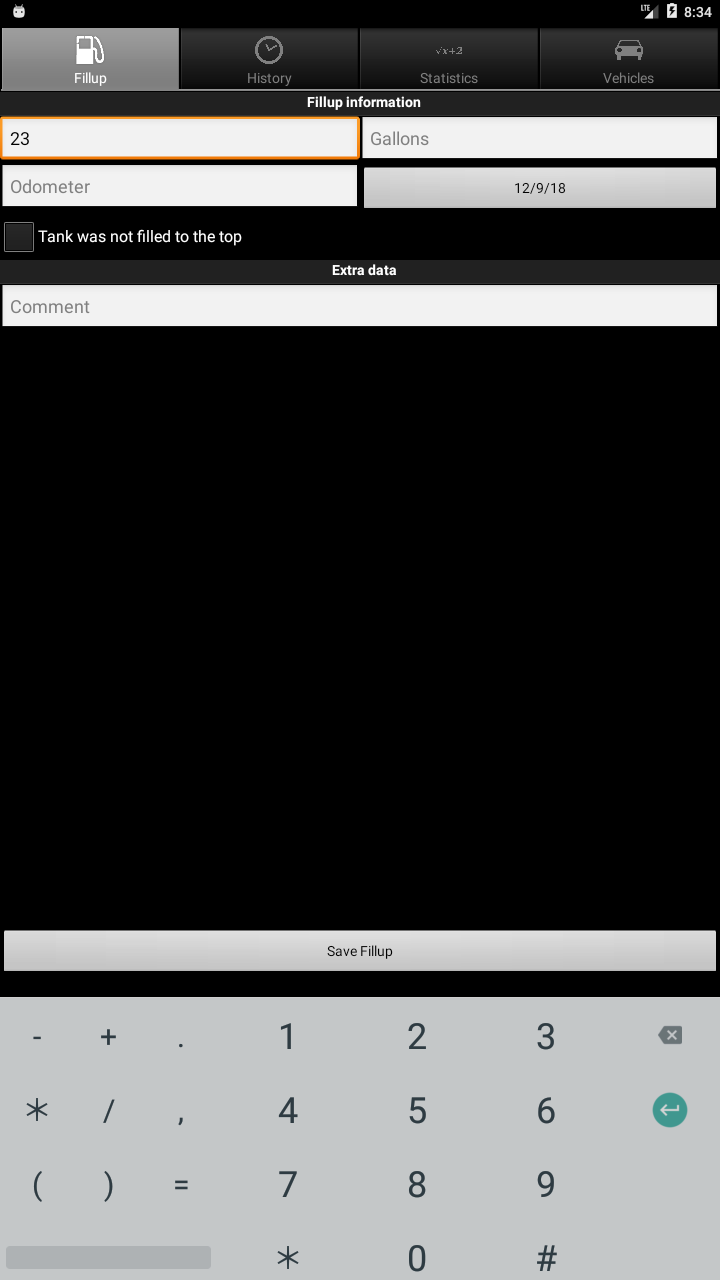 LTE 8:34
Fillup History √x+2 Statistics Vehicles
Fillup information
23 Gallons
Odometer 12/9/18
Tank was not filled to the top
Extra data
Comment
Save Fillup
- + . 1 2 3
* / , 4 5 6
( ) = 7 8 9
* 0 #